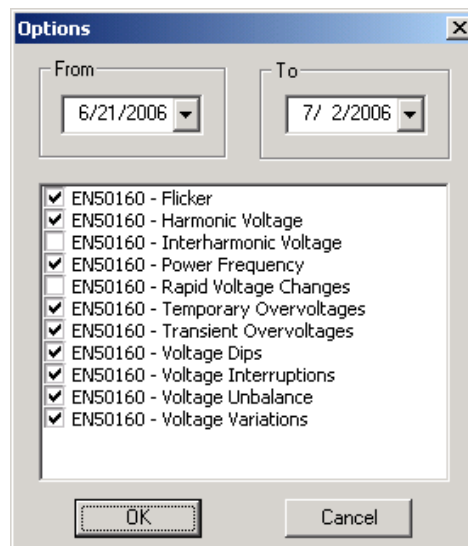 Options
From
To
6/21/2006
7/ 2/2006
EN50160 - Flicker
EN50160 - Harmonic Voltage
EN50160 - Interharmonic Voltage
EN50160 - Power Frequency
EN50160 - Rapid Voltage Changes
EN50160 - Temporary Overvoltages
EN50160 - Transient Overvoltages
EN50160 - Voltage Dips
EN50160 - Voltage Interruptions
EN50160 - Voltage Unbalance
EN50160 - Voltage Variations
OK
Cancel